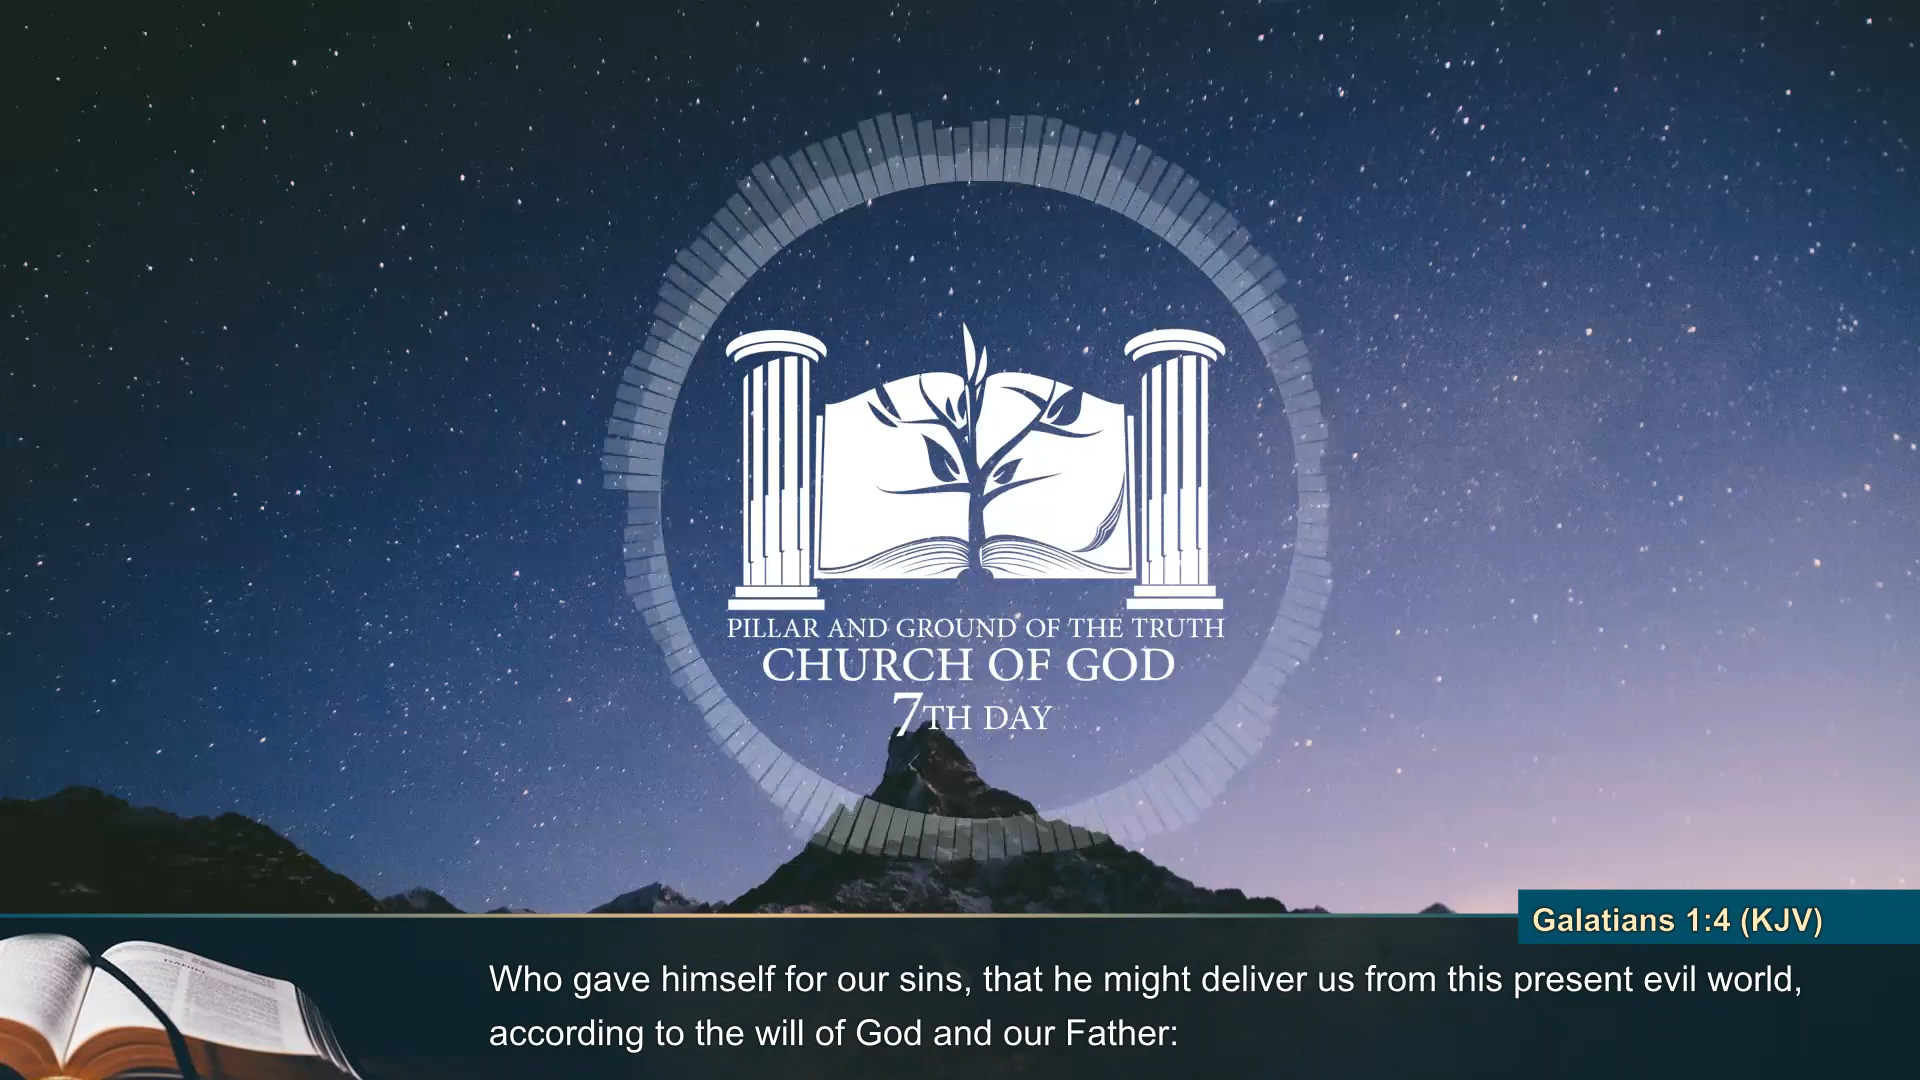 PILLAR AND GROUND OF THE TRUTH
CHURCH OF GOD
7TH DAY
Galatians 1:4 (KJV)
Who gave himself for our sins, that he might deliver us from this present evil world,
according to the will of God and our Father: